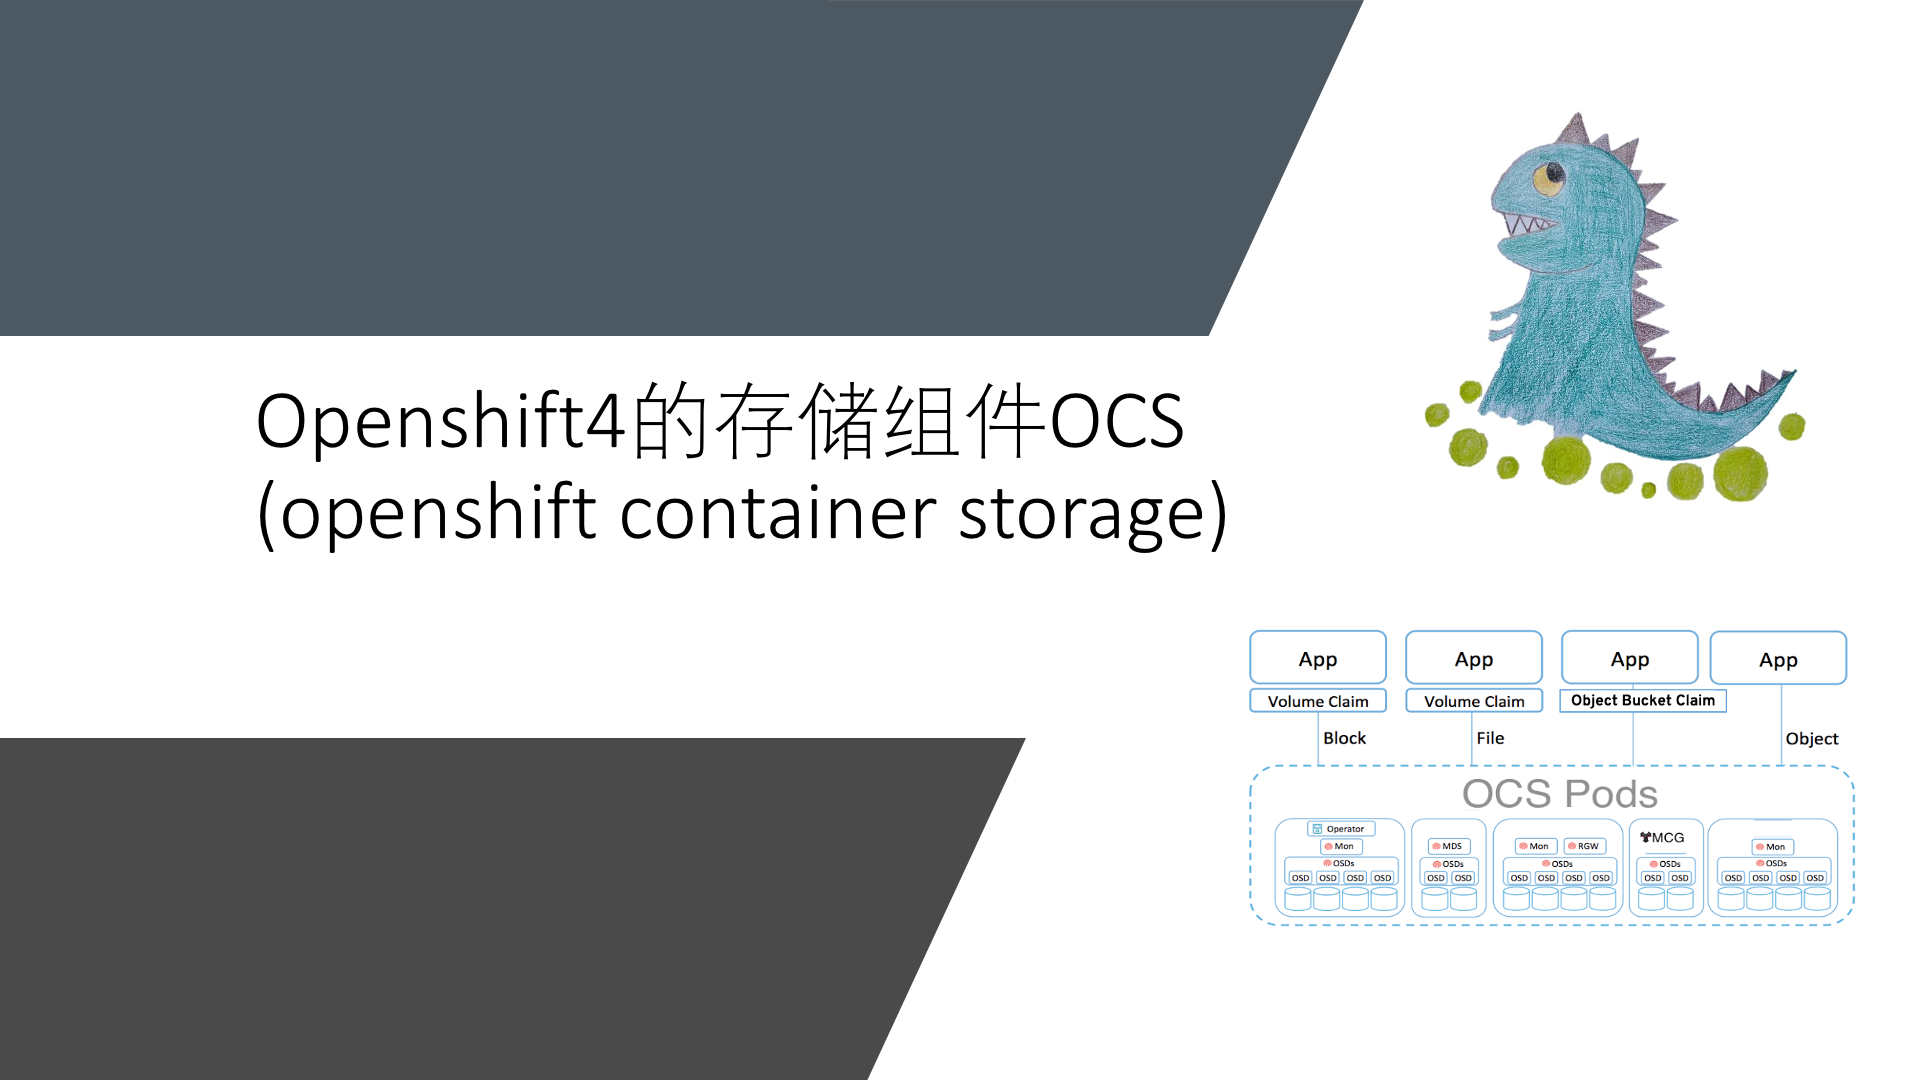 Openshift4的存储组件OCS
(openshift container storage)
App App App App
Volume Claim Volume Claim Object Bucket Claim
Block File Object
OCS Pods
Operator
MCG
Mon MDS Mon RGW Mon
OSDs OSDs OSDs OSDs OSDs
OSD OSD OSD OSD OSD OSD OSD OSD OSD OSD OSD OSD OSD OSD OSD OSD